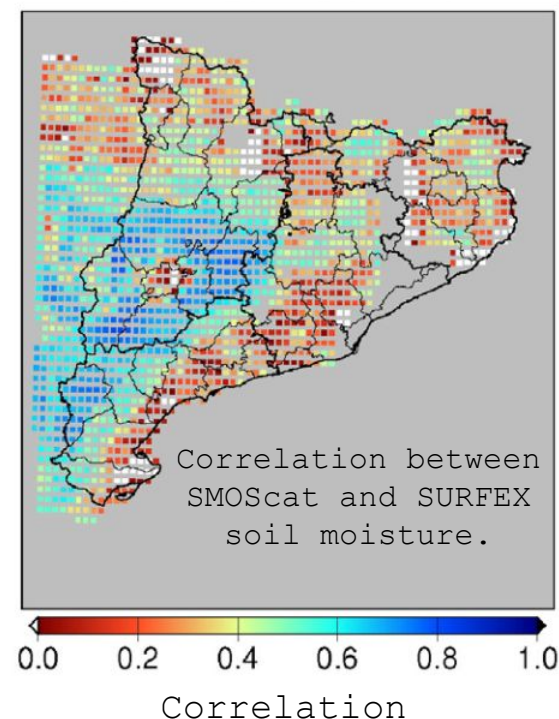 Correlation between
SMOScat and SURFEX
soil moisture.
0.0 0.2 0.4 0.6 0.8 1.0
Correlation